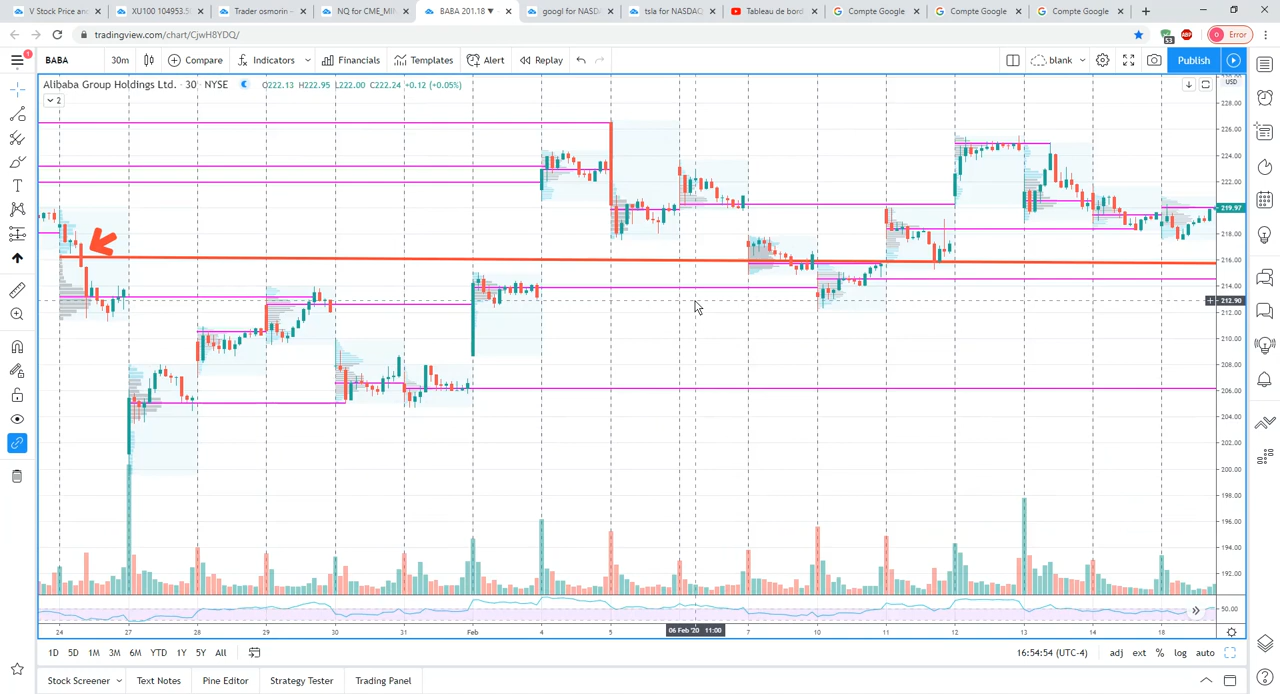 V Stock Price an
XU100 104953.5
Trader osmorin –
NQ for CME_MIN
BABA 201.18 ▼
googl for NASDA
tsla for NASDAQ
Tableau de bord
Compte Google
Compte Google
Compte Google
tradingview.com/chart/CjwH8YDQ/
53
ABP
Error
BABA
30m
Compare
Indicators
Financials
Templates
Alert
Replay
blank
Publish
Alibaba Group Holdings Ltd. · 30 · NYSE
O222.13 H222.95 L222.00 C222.24 +0.12 (+0.05%)
2
USD
228.00
226.00
224.00
222.00
219.97
218.00
216.00
214.00
212.90
212.00
210.00
208.00
206.00
204.00
202.00
200.00
198.00
196.00
194.00
192.00
50.00
24
27
28
29
30
31
Feb
4
5
06 Feb '20 11:00
7
10
11
12
13
14
18
1D 5D 1M 3M 6M YTD 1Y 5Y All
16:54:54 (UTC-4)
adj ext % log auto
Stock Screener
Text Notes
Pine Editor
Strategy Tester
Trading Panel